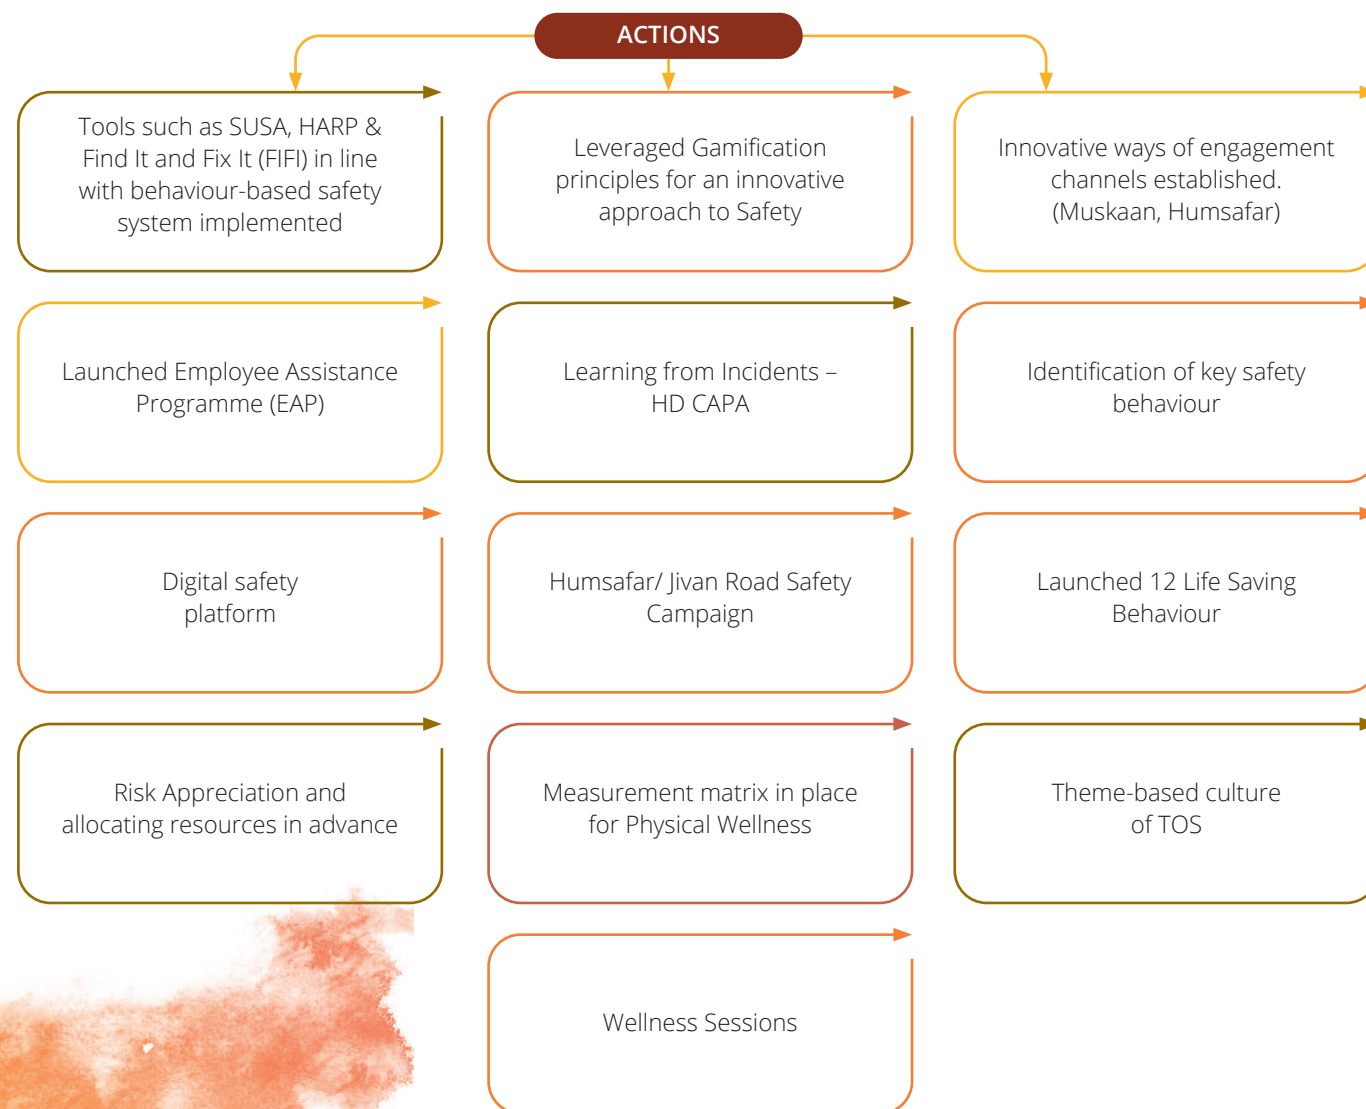 ACTIONS
Tools such as SUSA, HARP &
Find It and Fix It (FIFI) in line
with behaviour-based safety
system implemented
Leveraged Gamification
principles for an innovative
approach to Safety
Innovative ways of engagement
channels established.
(Muskaan, Humsafar)
Launched Employee Assistance
Programme (EAP)
Learning from Incidents –
HD CAPA
Identification of key safety
behaviour
Digital safety
platform
Humsafar/ Jivan Road Safety
Campaign
Launched 12 Life Saving
Behaviour
Risk Appreciation and
allocating resources in advance
Measurement matrix in place
for Physical Wellness
Theme-based culture
of TOS
Wellness Sessions